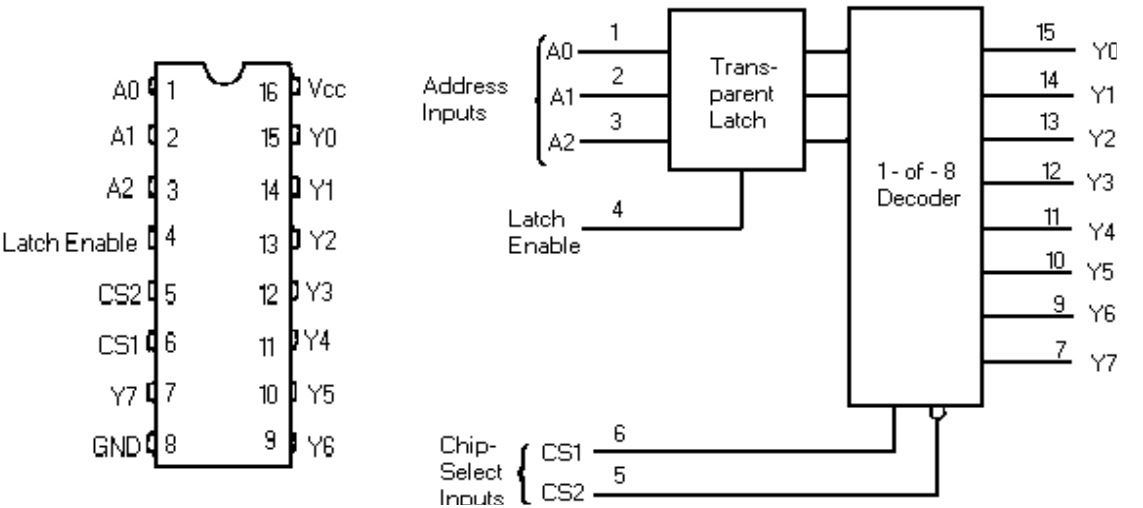 A0 1 16 Vcc
A1 2 15 Y0
A2 3 14 Y1
Latch Enable 4 13 Y2
CS2 5 12 Y3
CS1 6 11 Y4
Y7 7 10 Y5
GND 8 9 Y6
Address
Inputs
A0 1
A1 2
A2 3
Trans-
parent
Latch
Latch
Enable
4
1 - of - 8
Decoder
15 Y0
14 Y1
13 Y2
12 Y3
11 Y4
10 Y5
9 Y6
7 Y7
Chip-
Select
Inputs
CS1 6
CS2 5